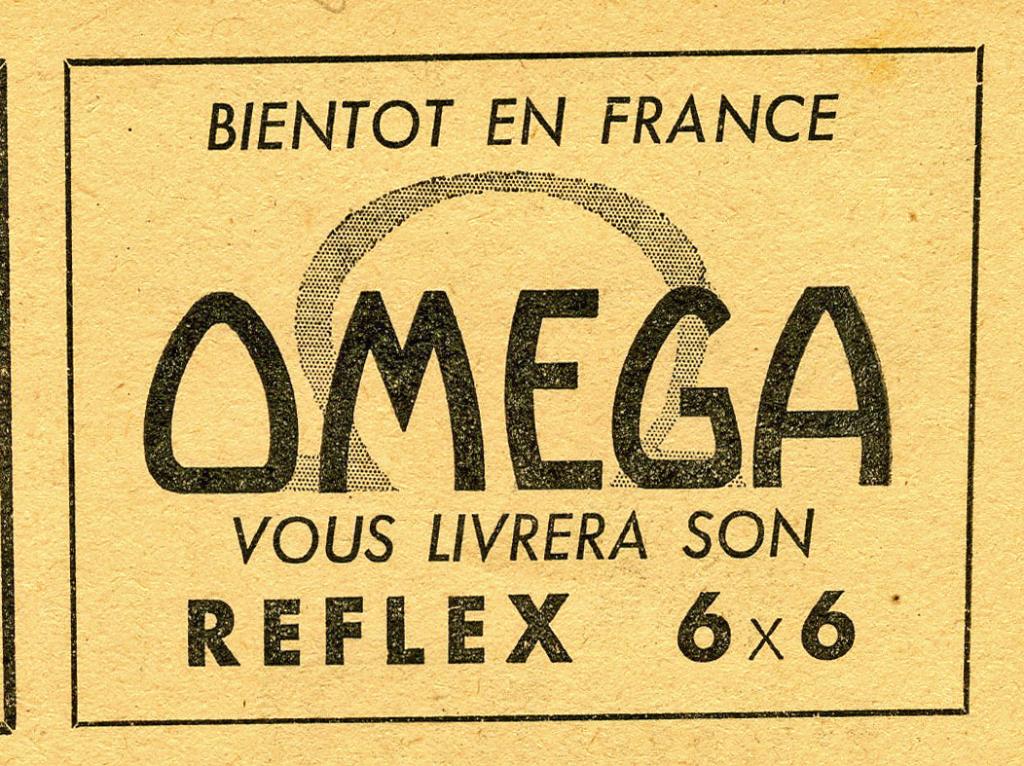 BIENTOT EN FRANCE
OMEGA
VOUS LIVRERA SON
REFLEX 6x6